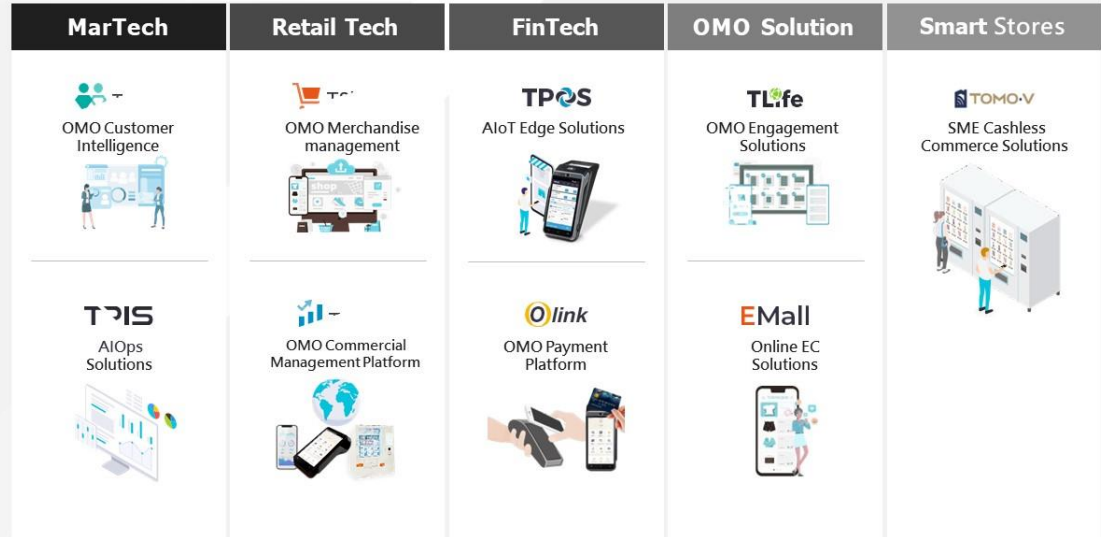 MarTech
Retail Tech
FinTech
OMO Solution
Smart Stores
OMO Customer
Intelligence
OMO Merchandise
management
TPOS
AIoT Edge Solutions
TLife
OMO Engagement
Solutions
TOMO·V
SME Cashless
Commerce Solutions
shop
AIOps
Solutions
OMO Commercial
Management Platform
Olink
OMO Payment
Platform
EMall
Online EC
Solutions